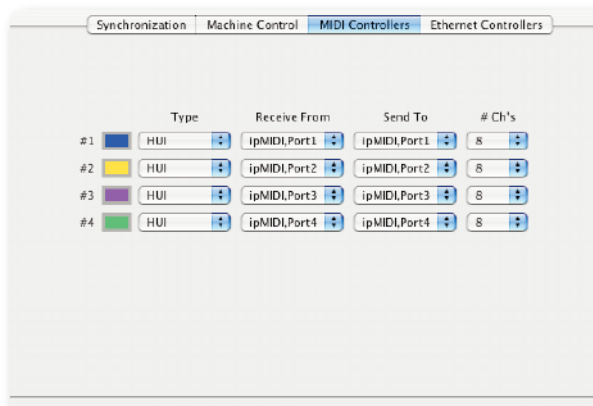 Synchronization Machine Control MIDI Controllers Ethernet Controllers
Type Receive From Send To # Ch's
#1 HUI ipMIDI,Port1 ipMIDI,Port1 8
#2 HUI ipMIDI,Port2 ipMIDI,Port2 8
#3 HUI ipMIDI,Port3 ipMIDI,Port3 8
#4 HUI ipMIDI,Port4 ipMIDI,Port4 8